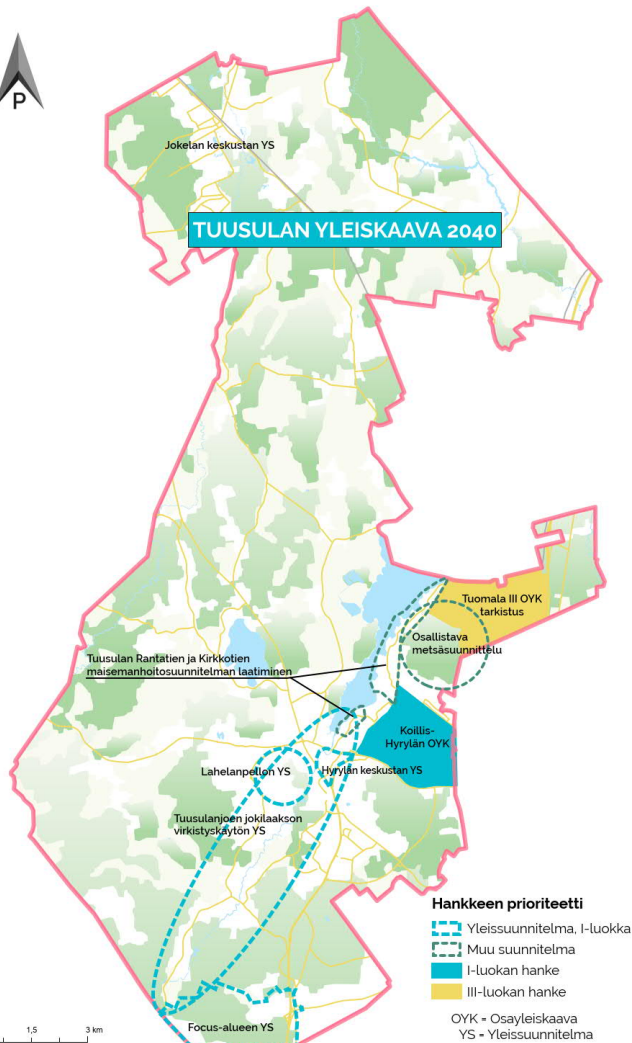 P
Jokelan keskustan YS
TUUSULAN YLEISKAAVA 2040
Tuomala III OYK
tarkistus
Osallistava
metsäsuunnittelu
Tuusulan Rantatien ja Kirkkotien
maisemanhoitosuunnitelman laatiminen
Koillis-
Hyrylän OYK
Lahelanpellon YS
Hyrylän keskustan YS
Tuusulanjoen jokilaakson
virkistyskäytön YS
Focus-alueen YS
Hankkeen prioriteetti
Yleissuunnitelma, I-luokka
Muu suunnitelma
I-luokan hanke
III-luokan hanke
OYK = Osayleiskaava
YS = Yleissuunnitelma
1,5 3 km